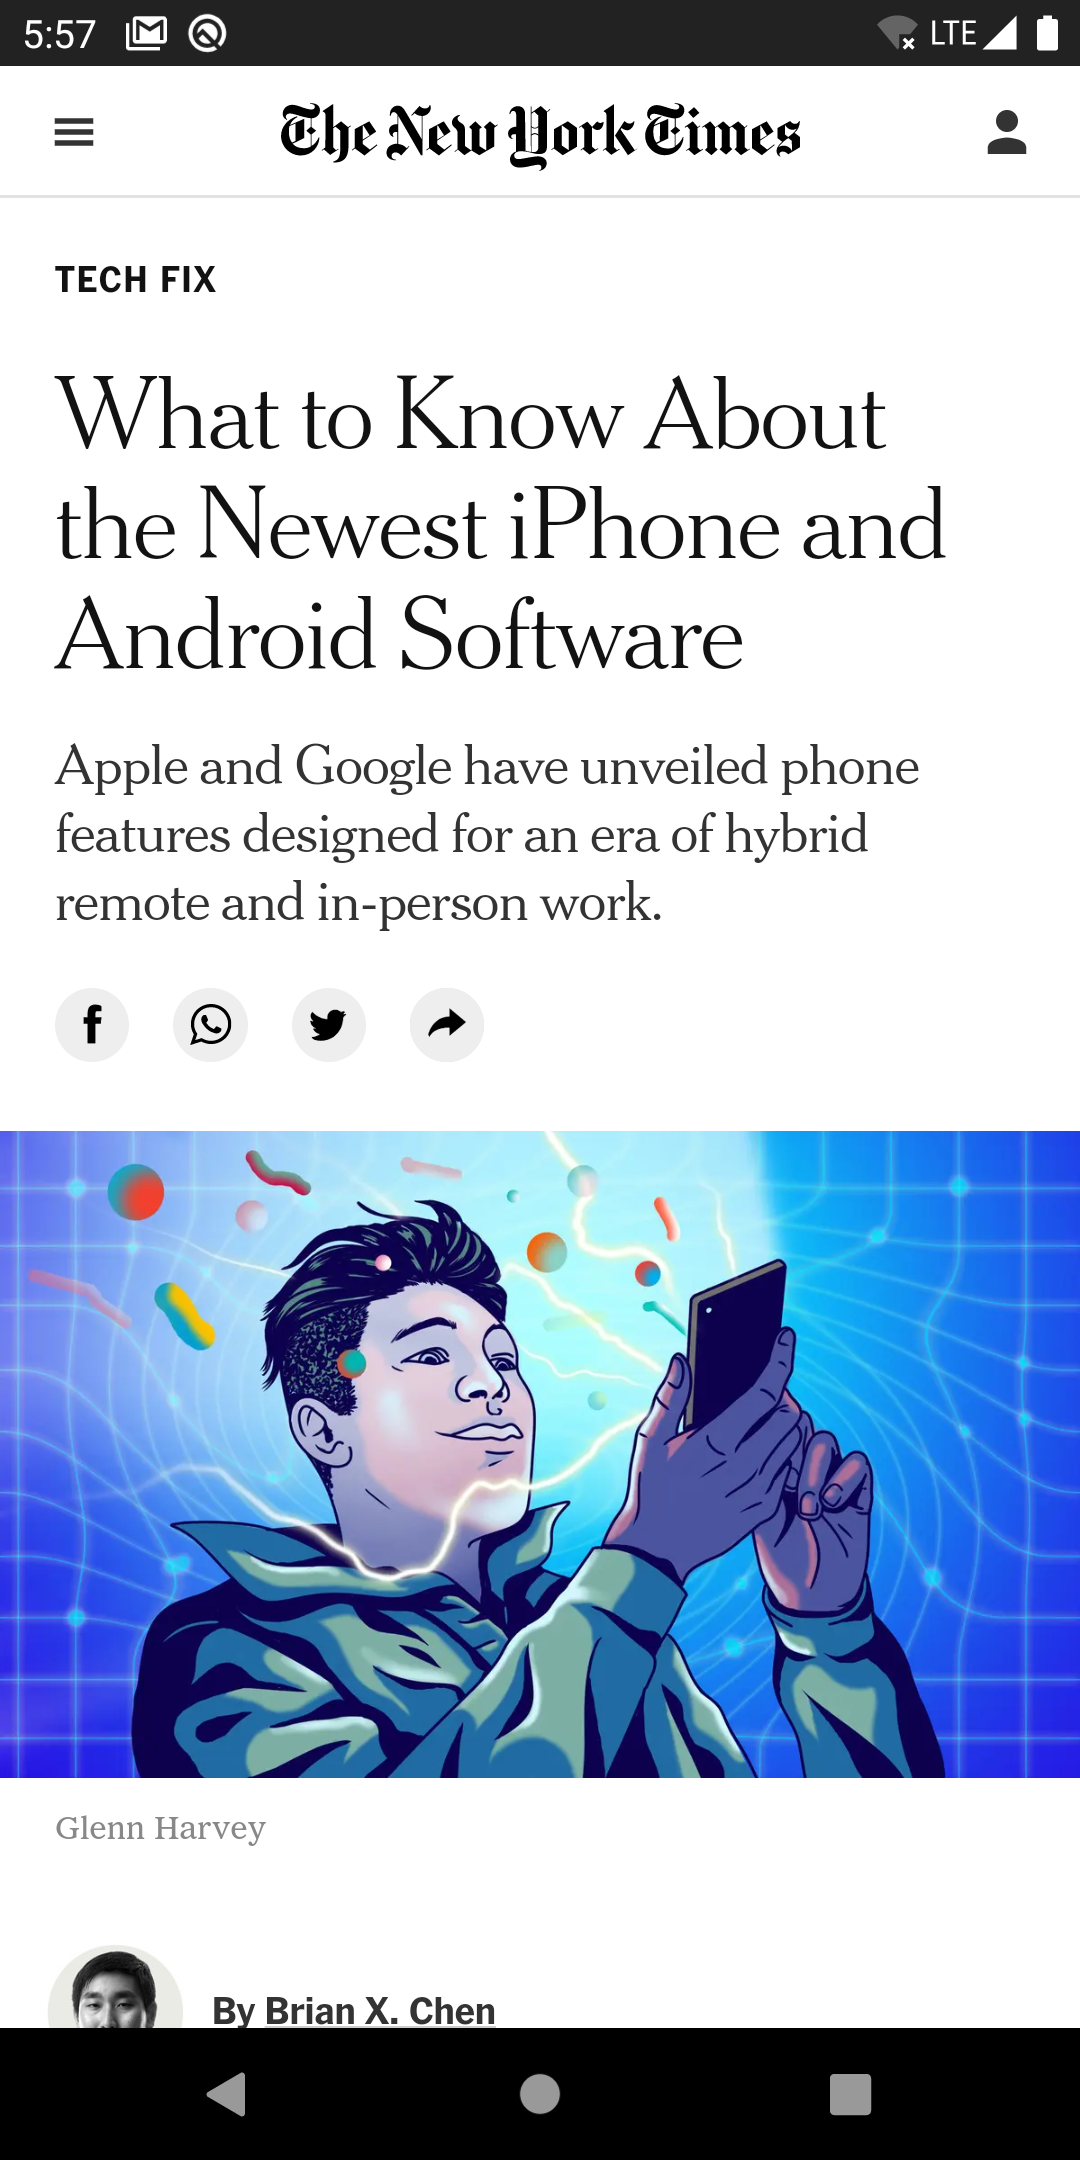 5:57
LTE
The New York Times
TECH FIX
What to Know About
the Newest iPhone and
Android Software
Apple and Google have unveiled phone
features designed for an era of hybrid
remote and in-person work.
Glenn Harvey
By Brian X. Chen